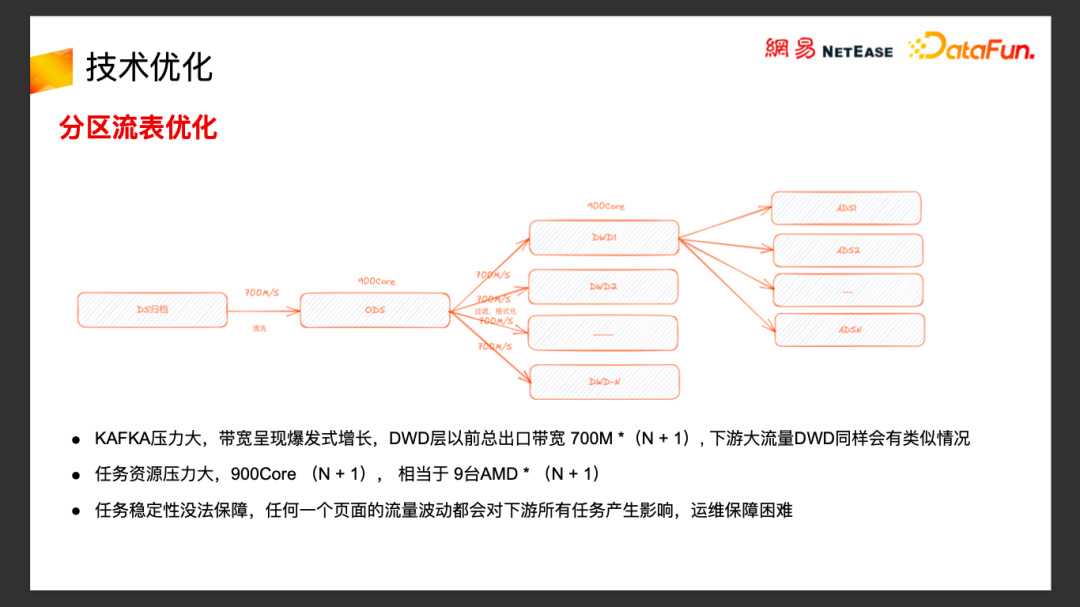 技术优化
網易 NETEASE
DataFun.
分区流表优化
900Core
ADS1
DWD1
ADS2
700M/S
900Core
700M/S
DWD2
....
DS归档
700M/S
过滤、格式化
ODS
700M/S
清洗
........
ADSN
700M/S
DWD-N
● KAFKA压力大，带宽呈现爆发式增长，DWD层以前总出口带宽 700M *（N + 1）, 下游大流量DWD同样会有类似情况
● 任务资源压力大，900Core （N + 1）， 相当于 9台AMD * （N + 1）
● 任务稳定性没法保障，任何一个页面的流量波动都会对下游所有任务产生影响，运维保障困难